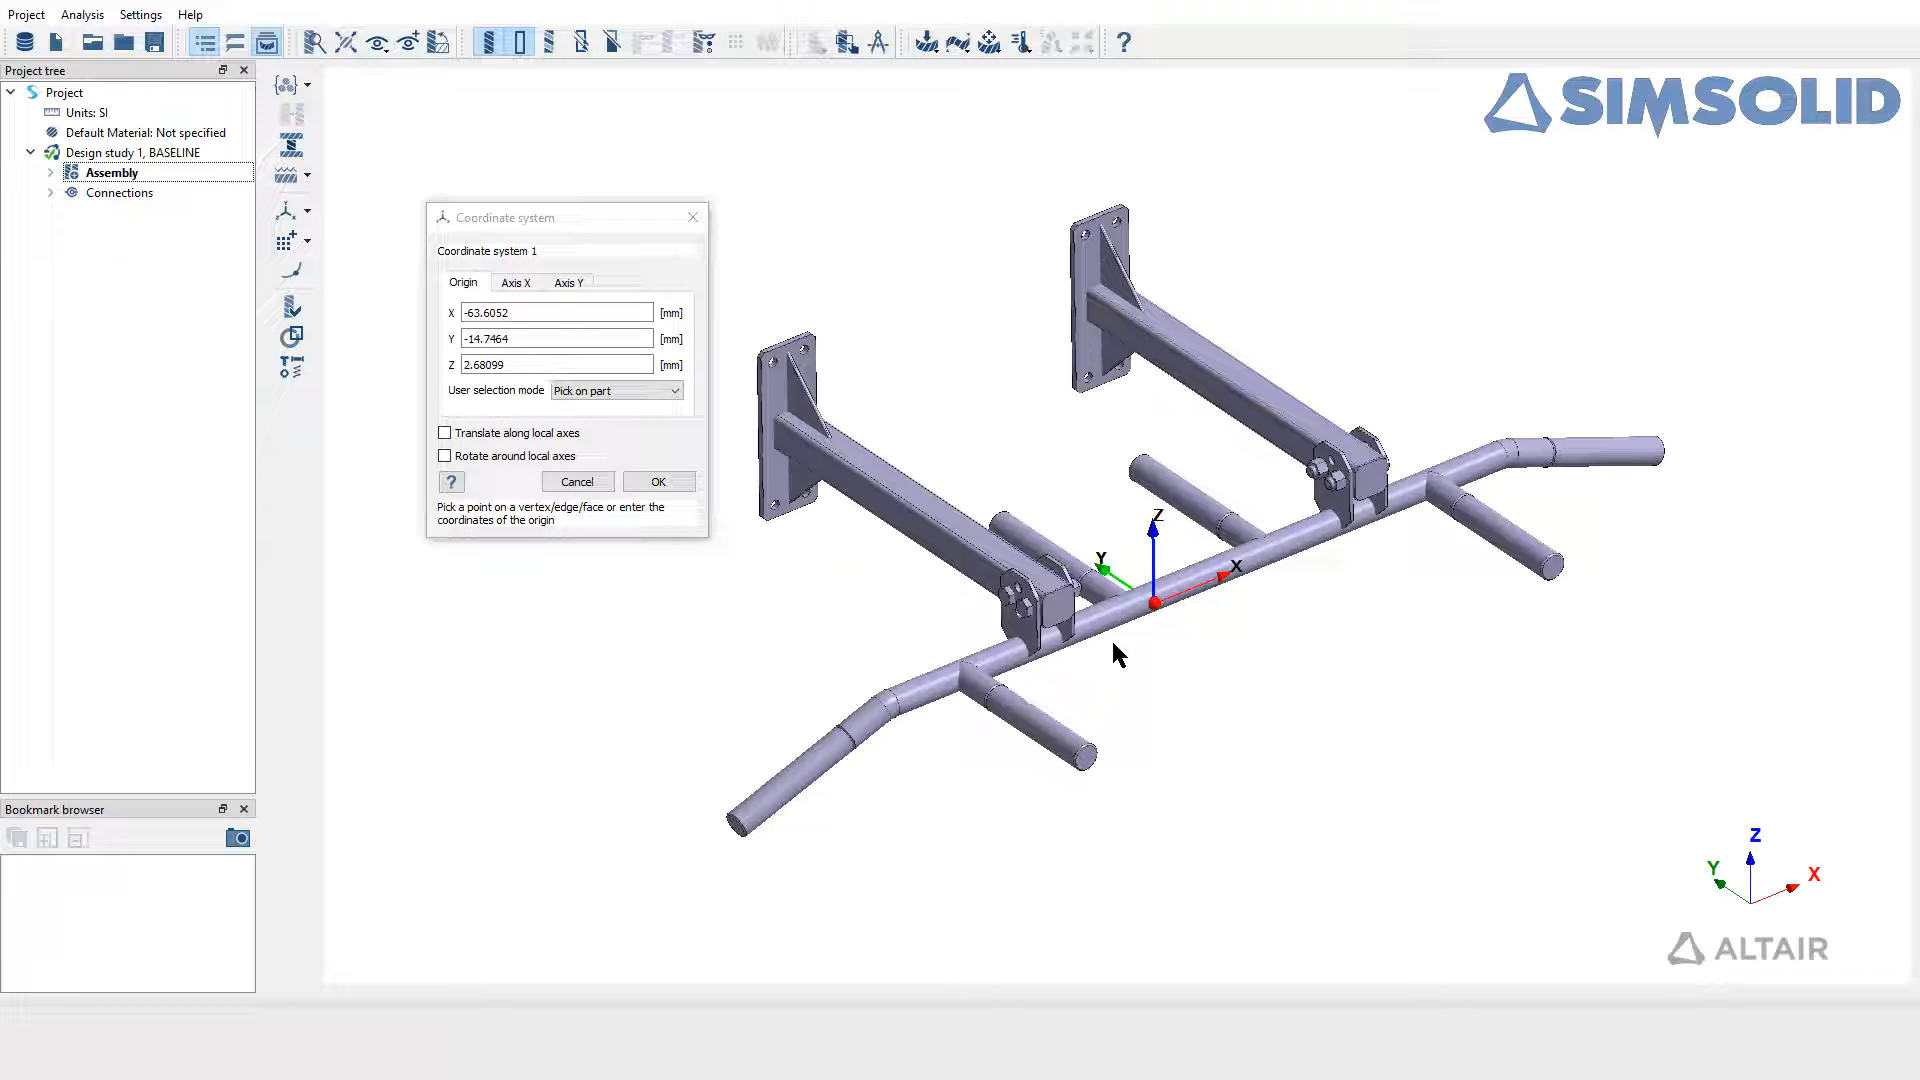 Project Analysis Settings Help
Project tree
Project
Units: SI
Default Material: Not specified
Design study 1, BASELINE
Assembly
Connections
Bookmark browser
Coordinate system
Coordinate system 1
Origin Axis X Axis Y
X -63.6052 [mm]
Y -14.7464 [mm]
Z 2.68099 [mm]
User selection mode Pick on part
Translate along local axes
Rotate around local axes
? Cancel OK
Pick a point on a vertex/edge/face or enter the
coordinates of the origin
SIMSOLID
Z
Y
X
Z
Y
X
ALTAIR